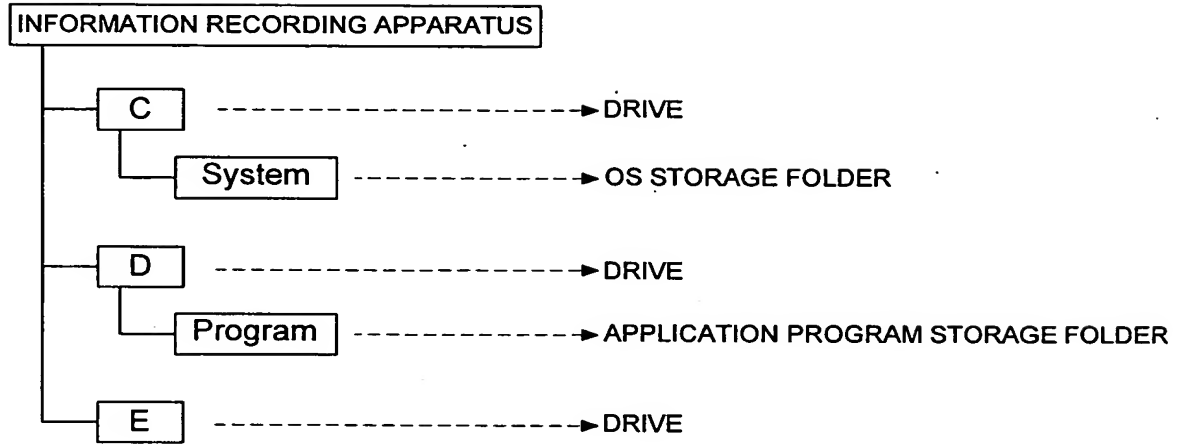 INFORMATION RECORDING APPARATUS
C DRIVE
System OS STORAGE FOLDER
D DRIVE
Program APPLICATION PROGRAM STORAGE FOLDER
E DRIVE